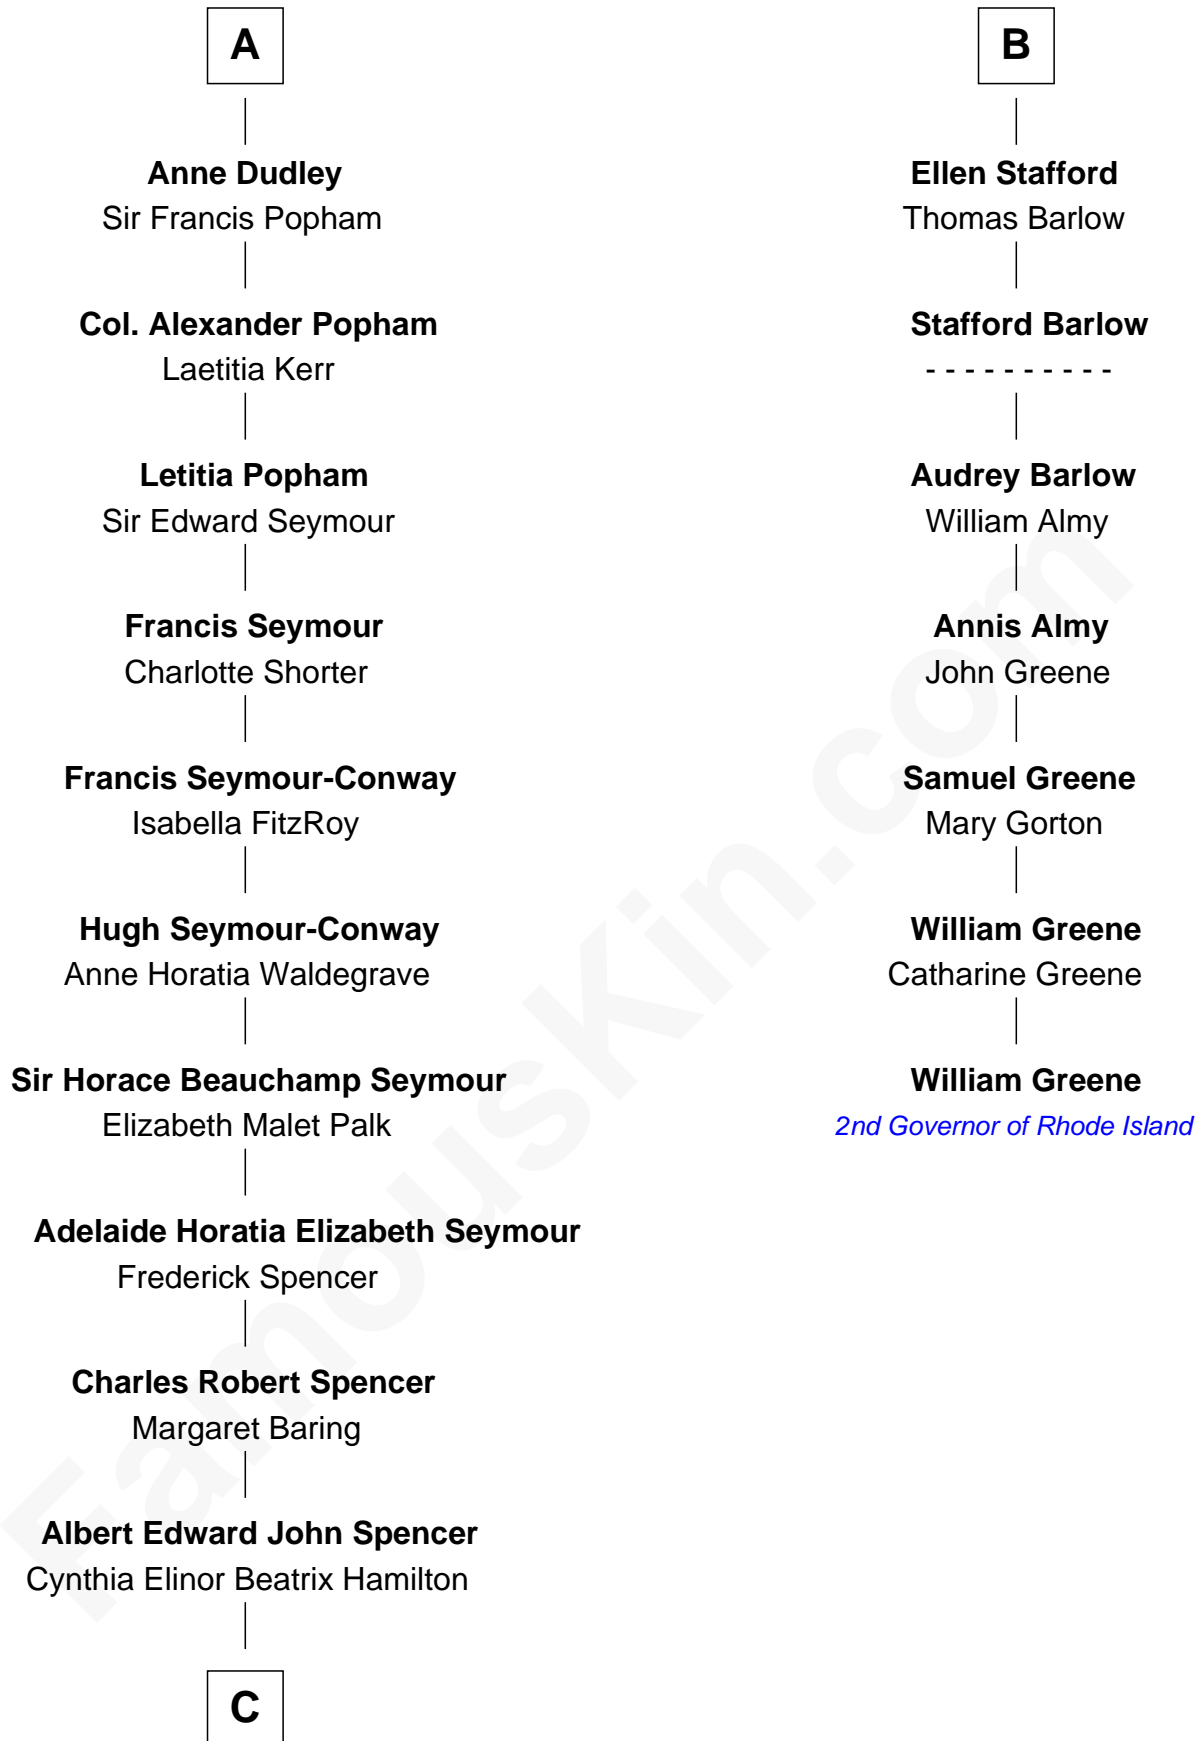 A
Anne Dudley
Sir Francis Popham
Col. Alexander Popham
Laetitia Kerr
Letitia Popham
Sir Edward Seymour
Francis Seymour
Charlotte Shorter
Francis Seymour-Conway
Isabella FitzRoy
Hugh Seymour-Conway
Anne Horatia Waldegrave
Sir Horace Beauchamp Seymour
Elizabeth Malet Palk
Adelaide Horatia Elizabeth Seymour
Frederick Spencer
Charles Robert Spencer
Margaret Baring
Albert Edward John Spencer
Cynthia Elinor Beatrix Hamilton
C
B
Ellen Stafford
Thomas Barlow
Stafford Barlow
- - - - - - - - - -
Audrey Barlow
William Almy
Annis Almy
John Greene
Samuel Greene
Mary Gorton
William Greene
Catharine Greene
William Greene
2nd Governor of Rhode Island
FamousKin.com